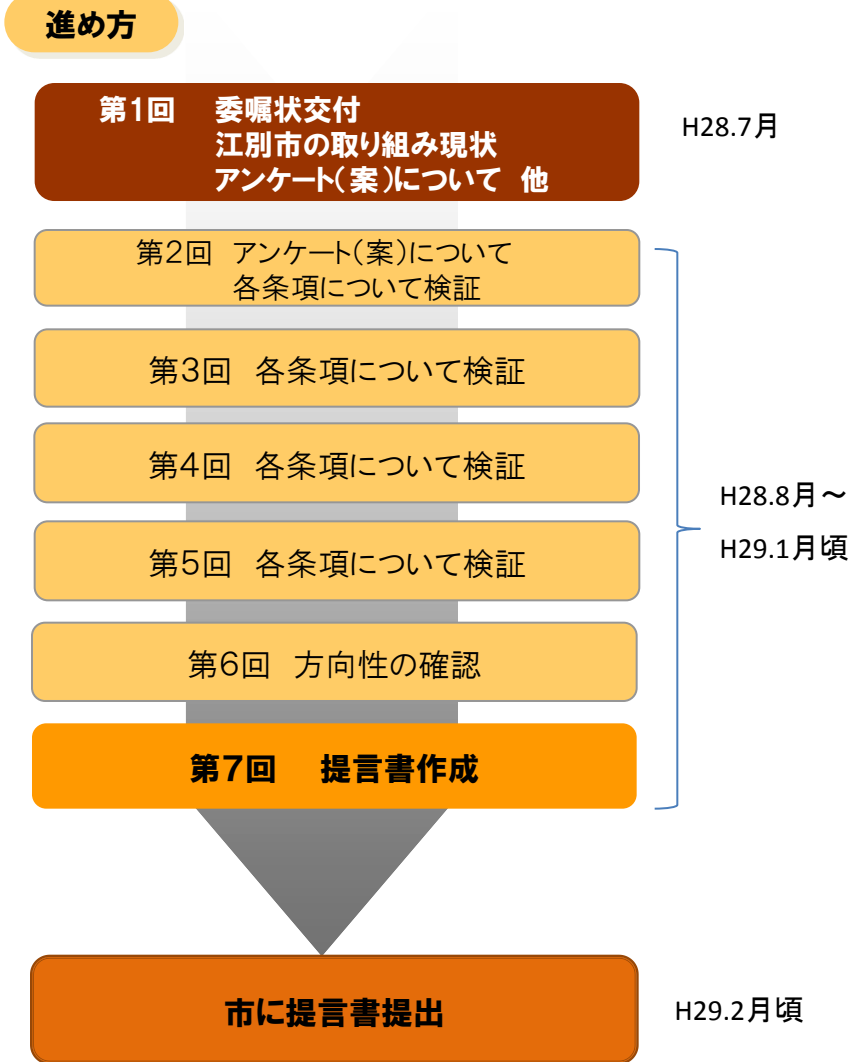 進め方
第1回　委嘱状交付
江別市の取り組み現状
アンケート(案)について 他
H28.7月
第2回 アンケート(案)について
各条項について検証
第3回 各条項について検証
第4回 各条項について検証
第5回 各条項について検証
第6回 方向性の確認
第7回　提言書作成
H28.8月～
H29.1月頃
市に提言書提出
H29.2月頃